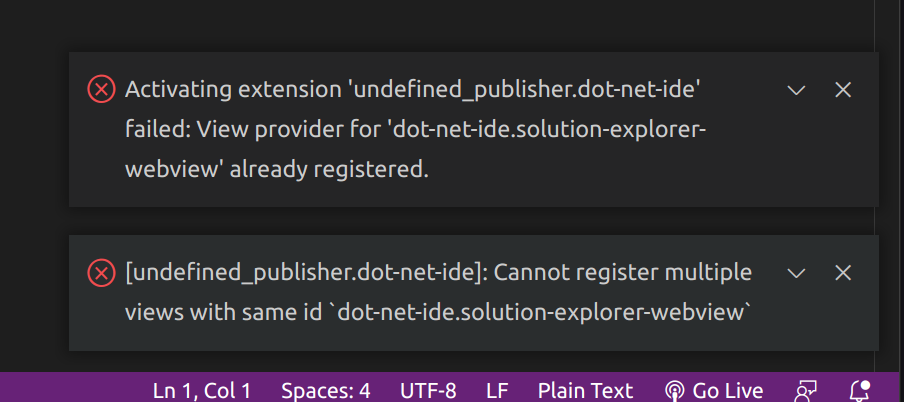 Activating extension 'undefined_publisher.dot-net-ide'
failed: View provider for 'dot-net-ide.solution-explorer-
webview' already registered.
[undefined_publisher.dot-net-ide]: Cannot register multiple
views with same id `dot-net-ide.solution-explorer-webview`
Ln 1, Col 1 Spaces: 4 UTF-8 LF Plain Text Go Live